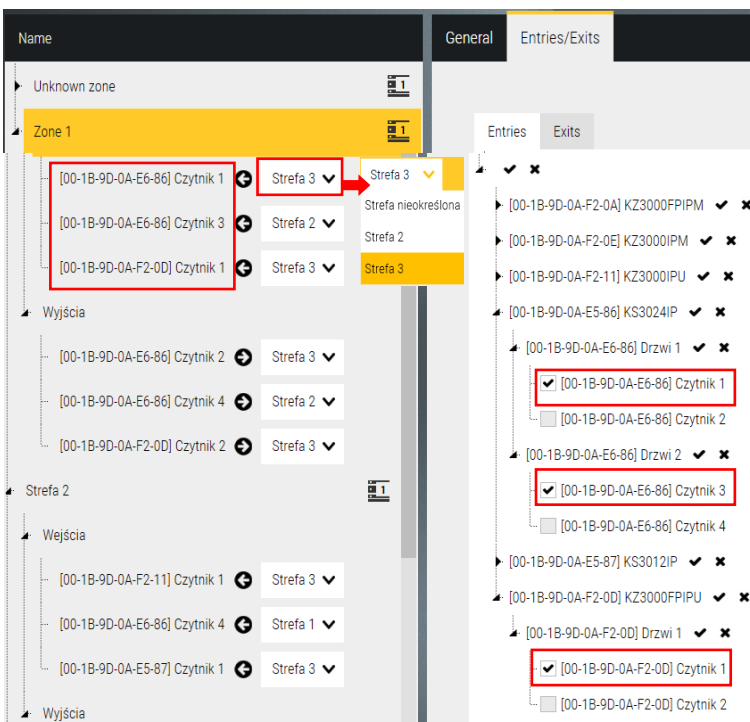 Name
Unknown zone
1
Zone 1
1
[00-1B-9D-0A-E6-86] Czytnik 1
Strefa 3
[00-1B-9D-0A-E6-86] Czytnik 3
Strefa 2
[00-1B-9D-0A-F2-0D] Czytnik 1
Strefa 3
Strefa 3
Strefa nieokreślona
Strefa 2
Strefa 3
Wyjścia
[00-1B-9D-0A-E6-86] Czytnik 2
Strefa 3
[00-1B-9D-0A-E6-86] Czytnik 4
Strefa 2
[00-1B-9D-0A-F2-0D] Czytnik 2
Strefa 3
Strefa 2
1
Wejścia
[00-1B-9D-0A-F2-11] Czytnik 1
Strefa 3
[00-1B-9D-0A-E6-86] Czytnik 4
Strefa 1
[00-1B-9D-0A-E5-87] Czytnik 1
Strefa 3
Wyjścia
General
Entries/Exits
Entries
Exits
[00-1B-9D-0A-F2-0A] KZ3000FPIPM
[00-1B-9D-0A-F2-0E] KZ3000IPM
[00-1B-9D-0A-F2-11] KZ3000IPU
[00-1B-9D-0A-E5-86] KS3024IP
[00-1B-9D-0A-E6-86] Drzwi 1
[00-1B-9D-0A-E6-86] Czytnik 1
[00-1B-9D-0A-E6-86] Czytnik 2
[00-1B-9D-0A-E6-86] Drzwi 2
[00-1B-9D-0A-E6-86] Czytnik 3
[00-1B-9D-0A-E6-86] Czytnik 4
[00-1B-9D-0A-E5-87] KS3012IP
[00-1B-9D-0A-F2-0D] KZ3000FPIPU
[00-1B-9D-0A-F2-0D] Drzwi 1
[00-1B-9D-0A-F2-0D] Czytnik 1
[00-1B-9D-0A-F2-0D] Czytnik 2